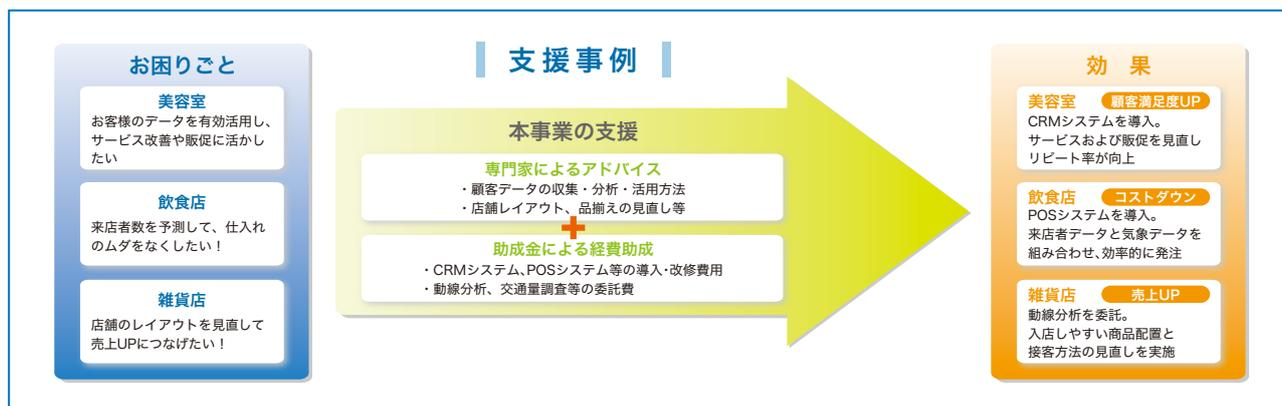 支援事例
お困りごと
美容室
お客様のデータを有効活用し、
サービス改善や販促に活かし
たい
飲食店
来店者数を予測して、仕入れ
のムダをなくしたい！
雑貨店
店舗のレイアウトを見直して
売上UPにつなげたい！
本事業の支援
専門家によるアドバイス
・顧客データの収集・分析・活用方法
・店舗レイアウト、品揃えの見直し等
助成金による経費助成
・CRMシステム、POSシステム等の導入・改修費用
・動線分析、交通量調査等の委託費
効　果
美容室　顧客満足度UP
CRMシステムを導入。
サービスおよび販促を見直し
リピート率が向上
飲食店　コストダウン
POSシステムを導入。
来店者データと気象データを
組み合わせ、効率的に発注
雑貨店　売上UP
動線分析を委託。
入店しやすい商品配置と
接客方法の見直しを実施